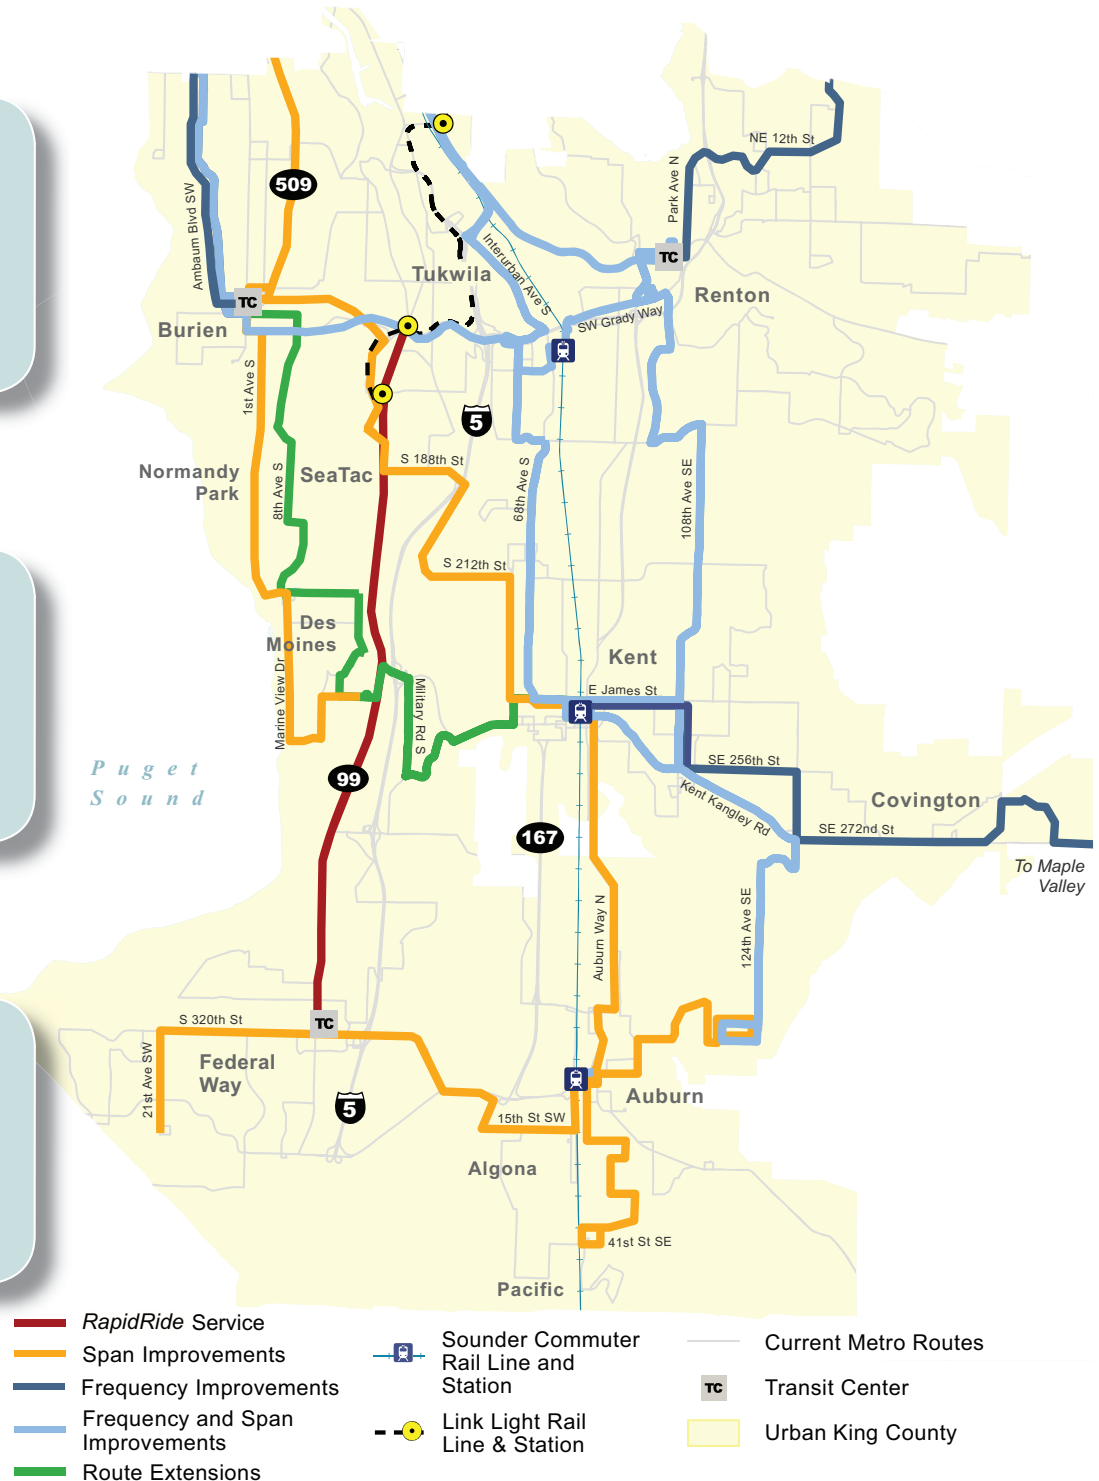 NE 12th St
Park Ave N
509
Ambaum Blvd SW
Tukwila
Interurban Ave S
TC
Renton
TC
Burien
SW Grady Way
1st Ave S
5
S 188th St
Normandy
Park
SeaTac
8th Ave S
68th Ave S
108th Ave SE
S 212th St
Des
Moines
Kent
Marine View Dr
Military Rd S
E James St
Puget
Sound
99
SE 256th St
Kent Kangley Rd
Covington
SE 272nd St
167
To Maple
Valley
Auburn Way N
124th Ave SE
S 320th St
TC
21st Ave SW
Federal
Way
5
Auburn
15th St SW
Algona
41st St SE
Pacific
RapidRide Service
Span Improvements
Frequency Improvements
Frequency and Span
Improvements
Route Extensions
Sounder Commuter
Rail Line and
Station
Link Light Rail
Line & Station
Current Metro Routes
TC
Transit Center
Urban King County